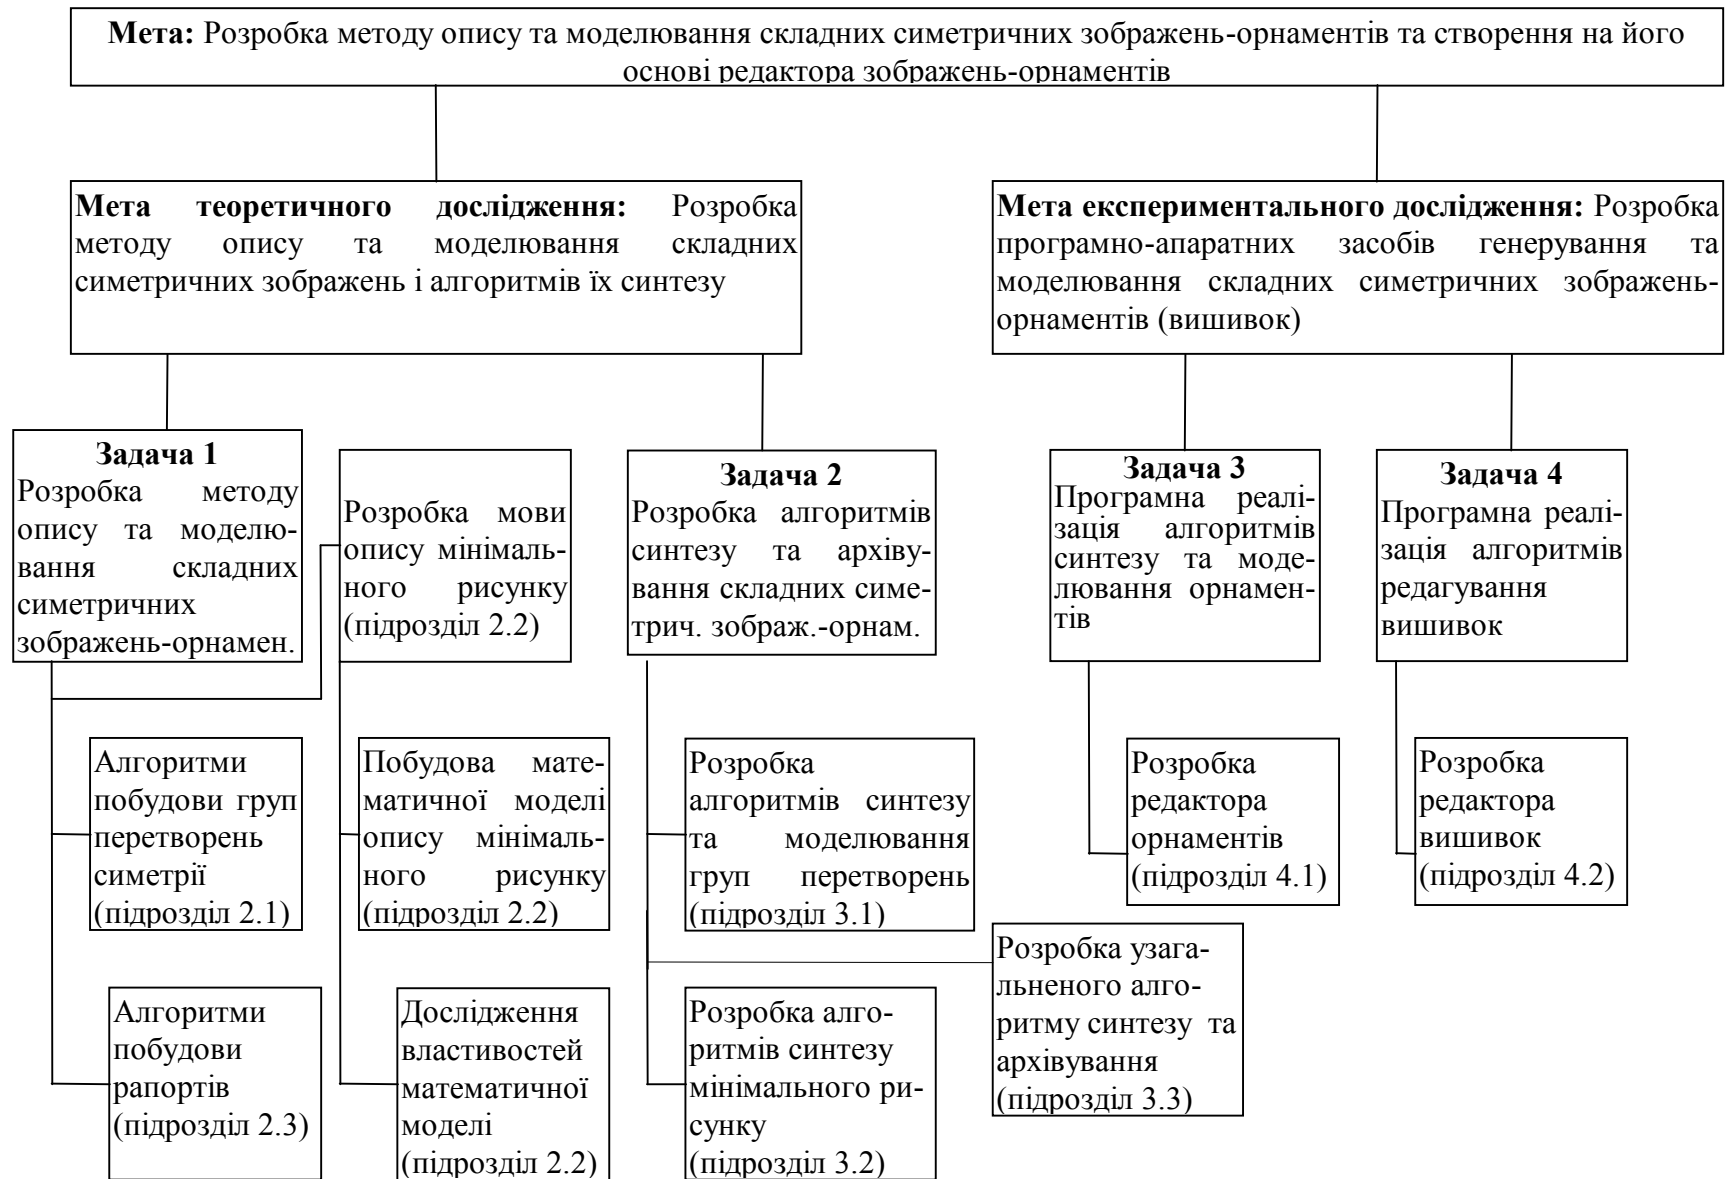 Мета: Розробка методу опису та моделювання складних симетричних зображень-орнаментів та створення на його
основі редактора зображень-орнаментів
Мета теоретичного дослідження: Розробка
методу опису та моделювання складних
симетричних зображень і алгоритмів їх синтезу
Мета експериментального дослідження: Розробка
програмно-апаратних засобів генерування та
моделювання складних симетричних зображень-
орнаментів (вишивок)
Задача 1
Розробка методу
опису та моделю-
вання складних
симетричних
зображень-орнамен.
Розробка мови
опису мінімаль-
ного рисунку
(підрозділ 2.2)
Задача 2
Розробка алгоритмів
синтезу та архіву-
вання складних симе-
трич. зображ.-орнам.
Задача 3
Програмна реалі-
зація алгоритмів
синтезу та моде-
лювання орнамен-
тів
Задача 4
Програмна реалі-
зація алгоритмів
редагування
вишивок
Алгоритми
побудови груп
перетворень
симетрії
(підрозділ 2.1)
Побудова мате-
матичної моделі
опису мінімаль-
ного рисунку
(підрозділ 2.2)
Розробка
алгоритмів синтезу
та моделювання
груп перетворень
(підрозділ 3.1)
Розробка
редактора
орнаментів
(підрозділ 4.1)
Розробка
редактора
вишивок
(підрозділ 4.2)
Алгоритми
побудови
рапортів
(підрозділ 2.3)
Дослідження
властивостей
математичної
моделі
(підрозділ 2.2)
Розробка алго-
ритмів синтезу
мінімального ри-
сунку
(підрозділ 3.2)
Розробка узага-
льненого алго-
ритму синтезу та
архівування
(підрозділ 3.3)